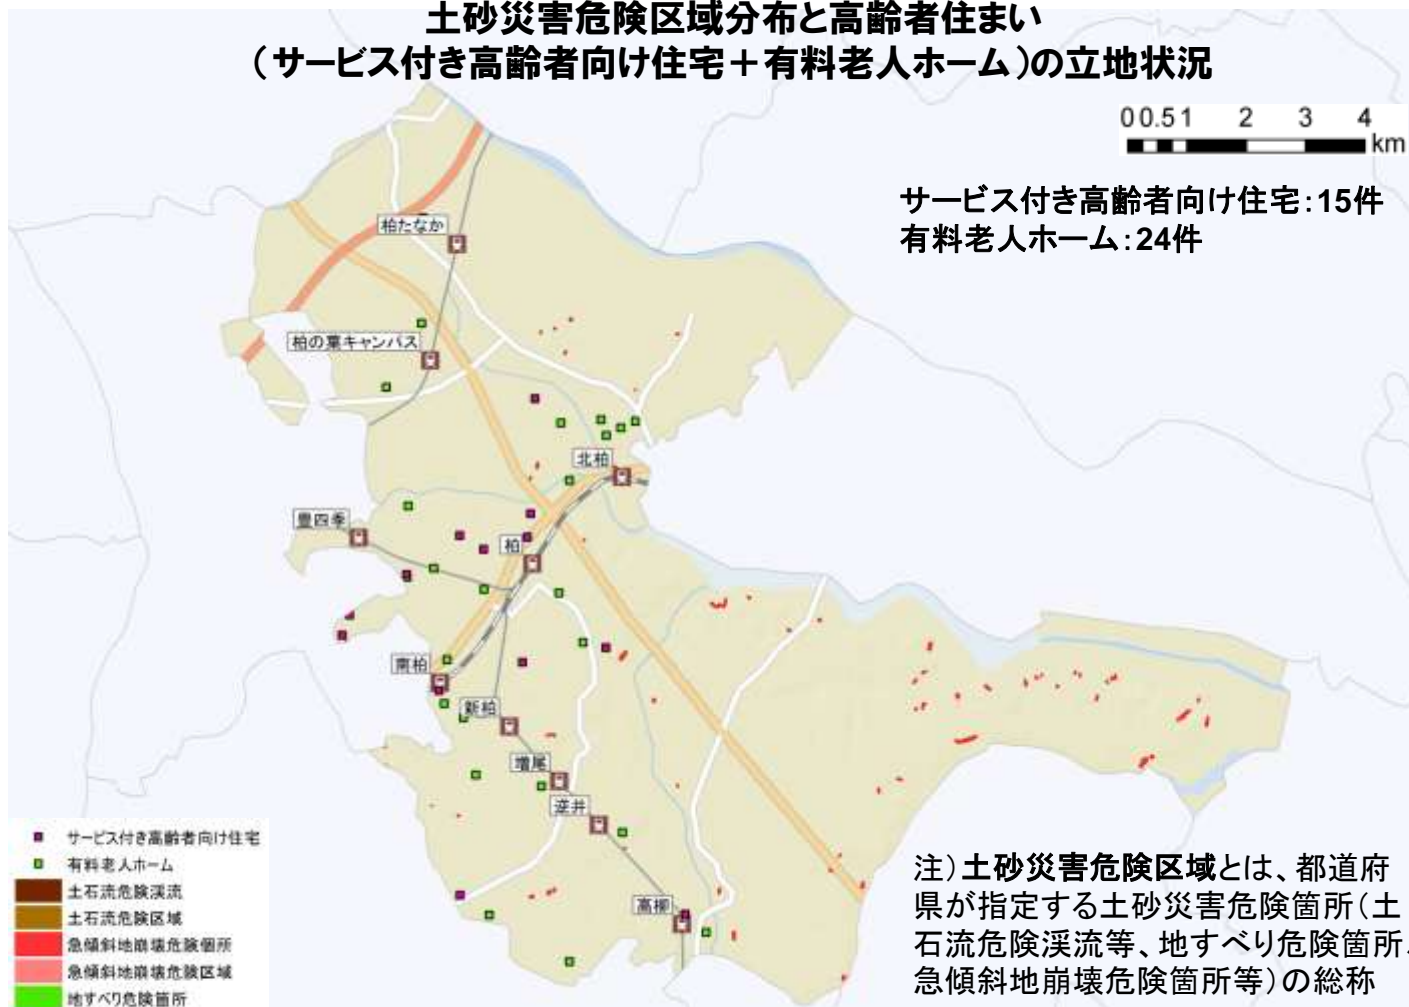 土砂災害危険区域分布と高齢者住まい
（サービス付き高齢者向け住宅＋有料老人ホーム）の立地状況
0 0.5 1 2 3 4
km
サービス付き高齢者向け住宅：15件
有料老人ホーム：24件
柏たなか
柏の葉キャンパス
北柏
豊四季
柏
南柏
新柏
増尾
逆井
高柳
サービス付き高齢者向け住宅
有料老人ホーム
土石流危険渓流
土石流危険区域
急傾斜地崩壊危険個所
急傾斜地崩壊危険区域
地すべり危険箇所
注）土砂災害危険区域とは、都道府
県が指定する土砂災害危険箇所（土
石流危険渓流等、地すべり危険箇所、
急傾斜地崩壊危険箇所等）の総称